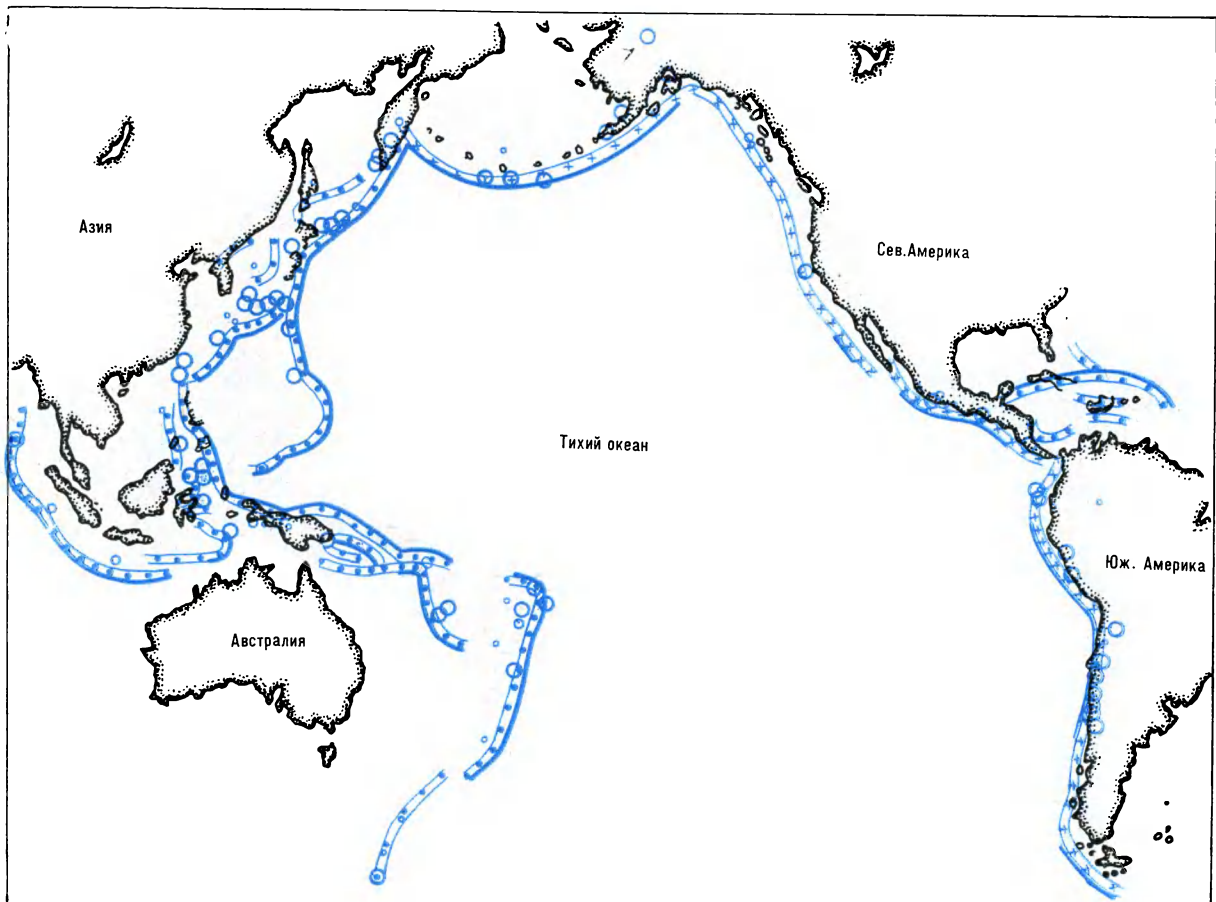 Азия
Сев.Америка
Тихий океан
Юж. Америка
Австралия